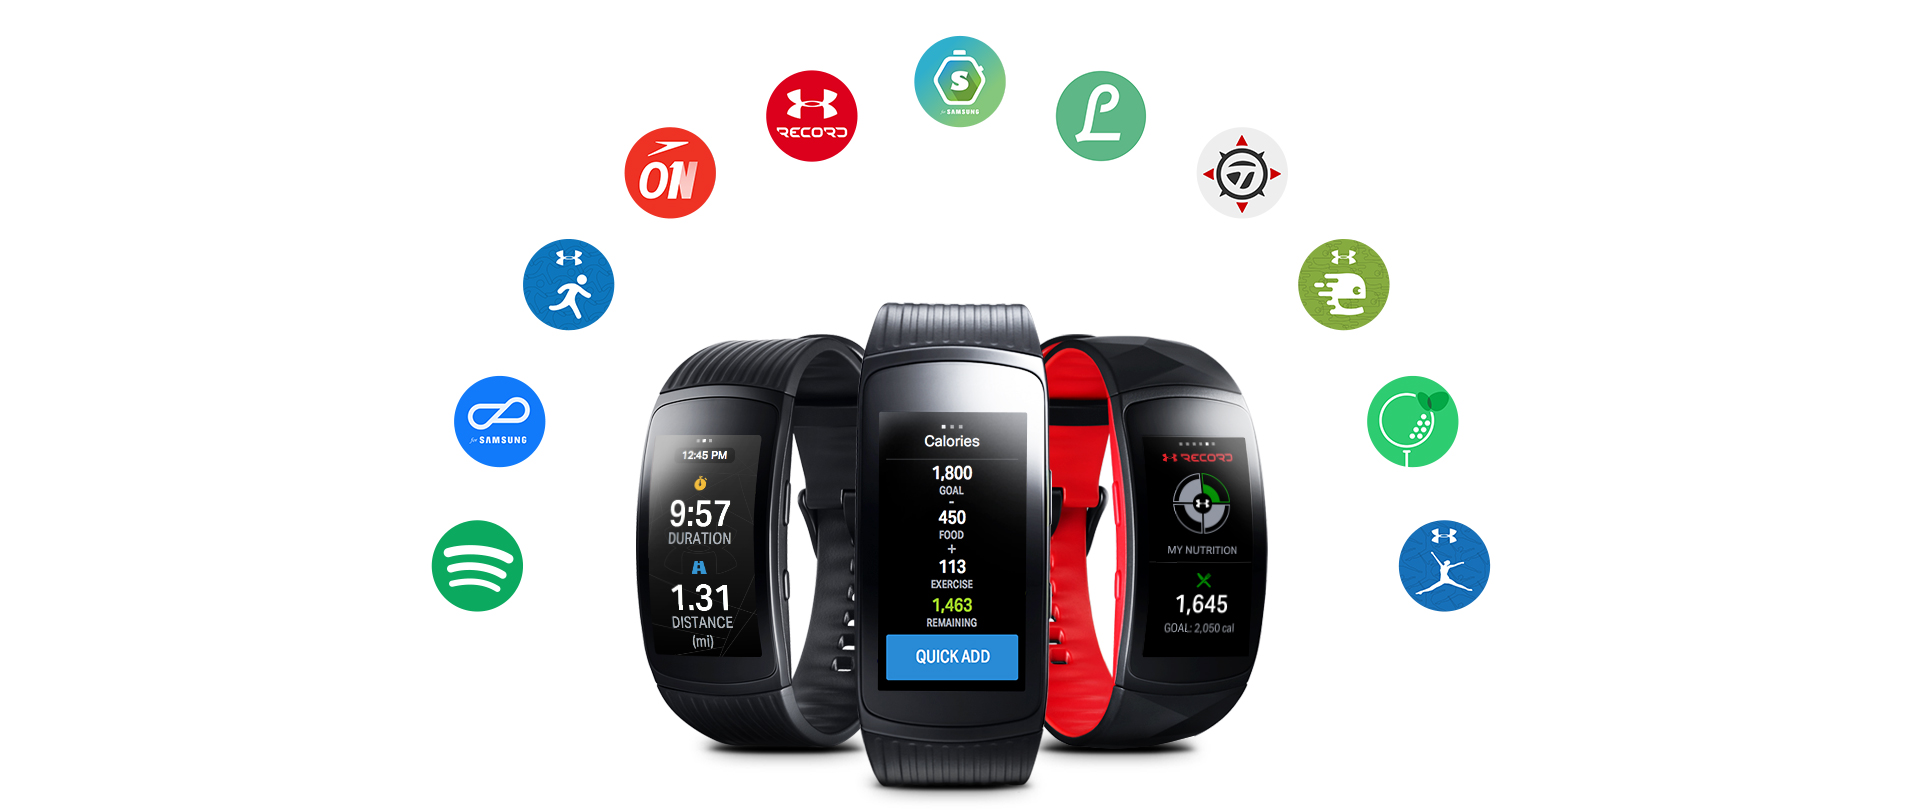 S
for SAMSUNG
RECORD
L
ON
for SAMSUNG
12:45 PM
9:57
DURATION
1.31
DISTANCE
(mi)
Calories
1,800
GOAL
-
450
FOOD
+
113
EXERCISE
1,463
REMAINING
QUICK ADD
RECORD
MY NUTRITION
1,645
GOAL: 2,050 cal